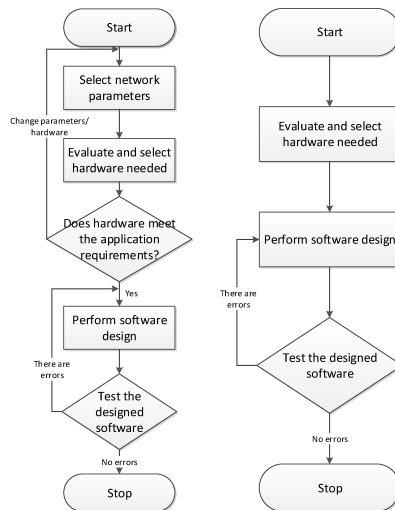 Start
Select network
parameters
Change parameters/
hardware
Evaluate and select
hardware needed
Does hardware meet
the application
requirements?
Yes
Perform software
design
There are
errors
Test the
designed
software
No errors
Stop
Start
Evaluate and select
hardware needed
Perform software design
There are
errors
Test the designed
software
No errors
Stop